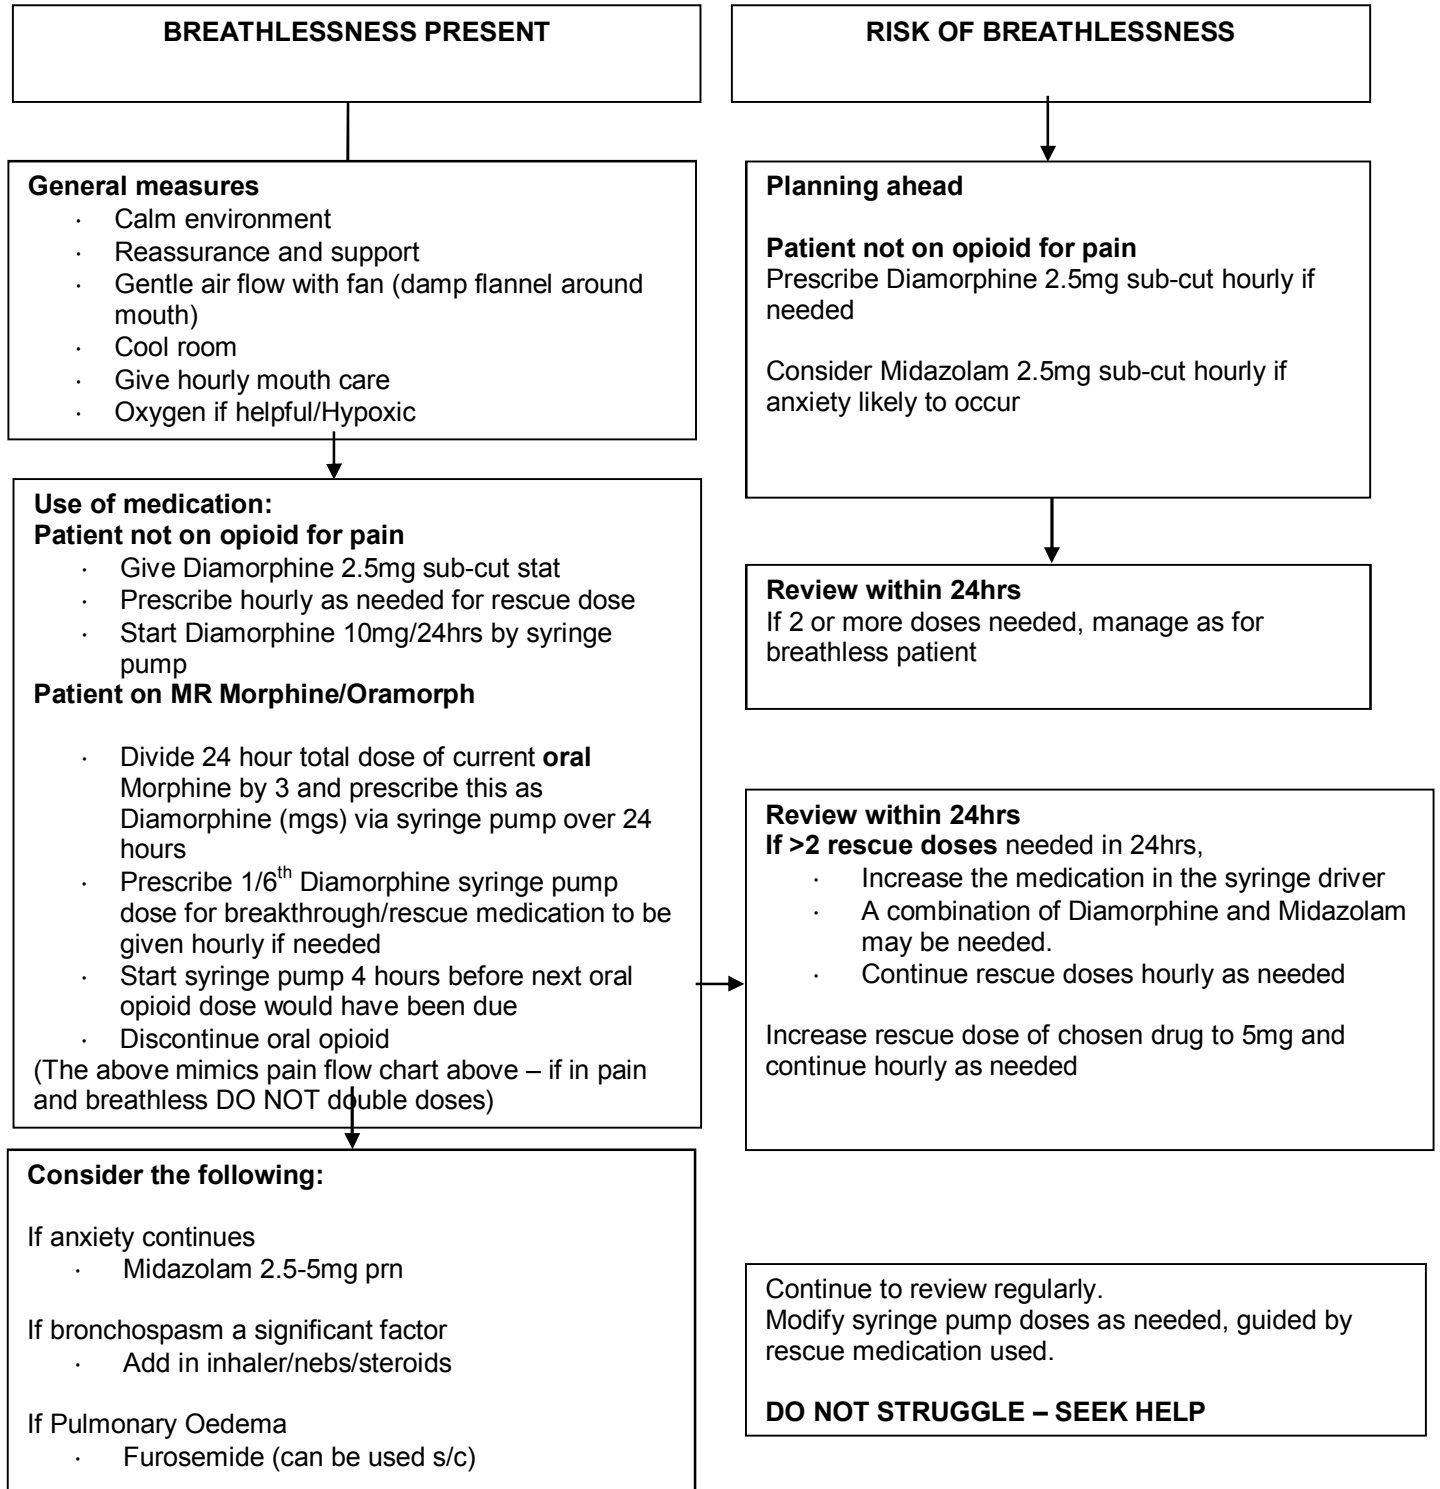 BREATHLESSNESS PRESENT
General measures
· Calm environment
· Reassurance and support
· Gentle air flow with fan (damp flannel around
mouth)
· Cool room
· Give hourly mouth care
· Oxygen if helpful/Hypoxic
Use of medication:
Patient not on opioid for pain
· Give Diamorphine 2.5mg sub-cut stat
· Prescribe hourly as needed for rescue dose
· Start Diamorphine 10mg/24hrs by syringe
pump
Patient on MR Morphine/Oramorph
· Divide 24 hour total dose of current oral
Morphine by 3 and prescribe this as
Diamorphine (mgs) via syringe pump over 24
hours
· Prescribe 1/6th Diamorphine syringe pump
dose for breakthrough/rescue medication to be
given hourly if needed
· Start syringe pump 4 hours before next oral
opioid dose would have been due
· Discontinue oral opioid
(The above mimics pain flow chart above – if in pain
and breathless DO NOT double doses)
Consider the following:
If anxiety continues
· Midazolam 2.5-5mg prn
If bronchospasm a significant factor
· Add in inhaler/nebs/steroids
If Pulmonary Oedema
· Furosemide (can be used s/c)
RISK OF BREATHLESSNESS
Planning ahead
Patient not on opioid for pain
Prescribe Diamorphine 2.5mg sub-cut hourly if
needed
Consider Midazolam 2.5mg sub-cut hourly if
anxiety likely to occur
Review within 24hrs
If 2 or more doses needed, manage as for
breathless patient
Review within 24hrs
If >2 rescue doses needed in 24hrs,
· Increase the medication in the syringe driver
· A combination of Diamorphine and Midazolam
may be needed.
· Continue rescue doses hourly as needed
Increase rescue dose of chosen drug to 5mg and
continue hourly as needed
Continue to review regularly.
Modify syringe pump doses as needed, guided by
rescue medication used.
DO NOT STRUGGLE – SEEK HELP